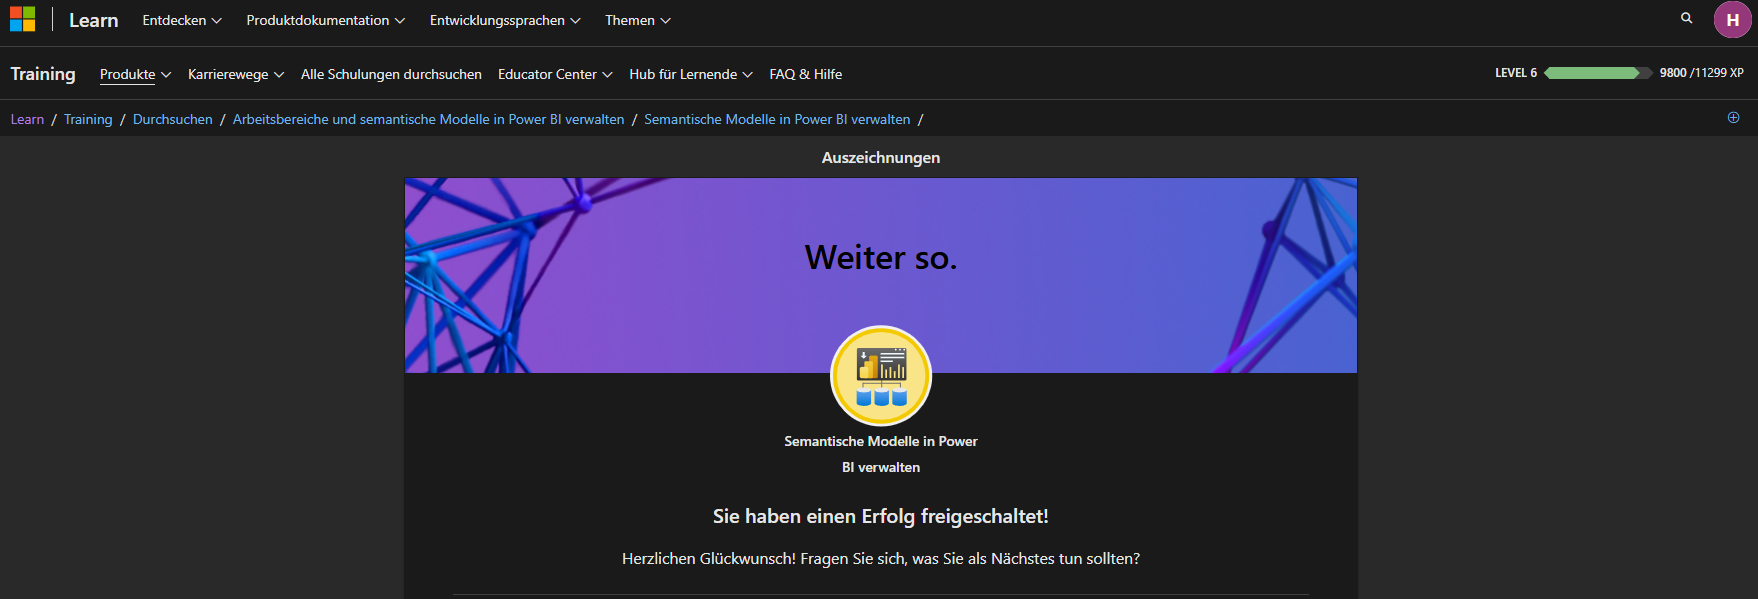 Learn Entdecken Produktdokumentation Entwicklungssprachen Themen H
Training Produkte Karrierewege Alle Schulungen durchsuchen Educator Center Hub für Lernende FAQ & Hilfe LEVEL 6 9800 /11299 XP
Learn / Training / Durchsuchen / Arbeitsbereiche und semantische Modelle in Power BI verwalten / Semantische Modelle in Power BI verwalten /
Auszeichnungen
Weiter so.
Semantische Modelle in Power
BI verwalten
Sie haben einen Erfolg freigeschaltet!
Herzlichen Glückwunsch! Fragen Sie sich, was Sie als Nächstes tun sollten?